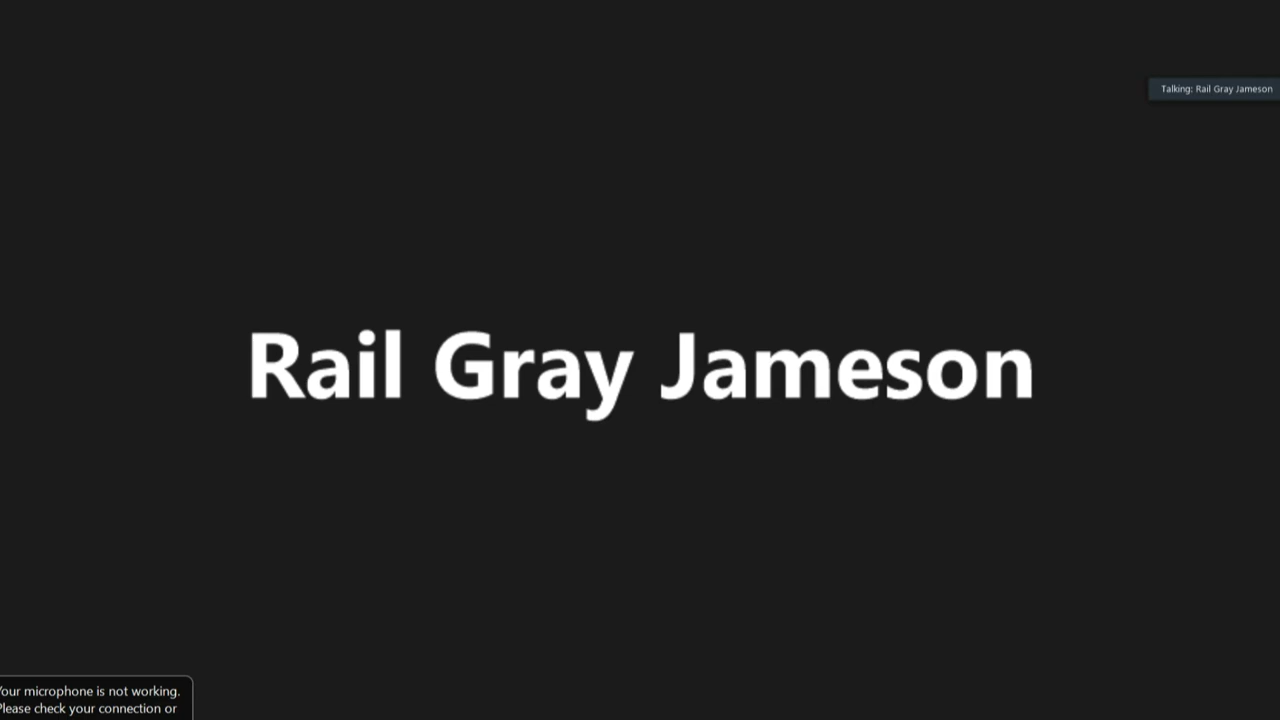 Talking: Rail Gray Jameson
Rail Gray Jameson
our microphone is not working.
lease check your connection or